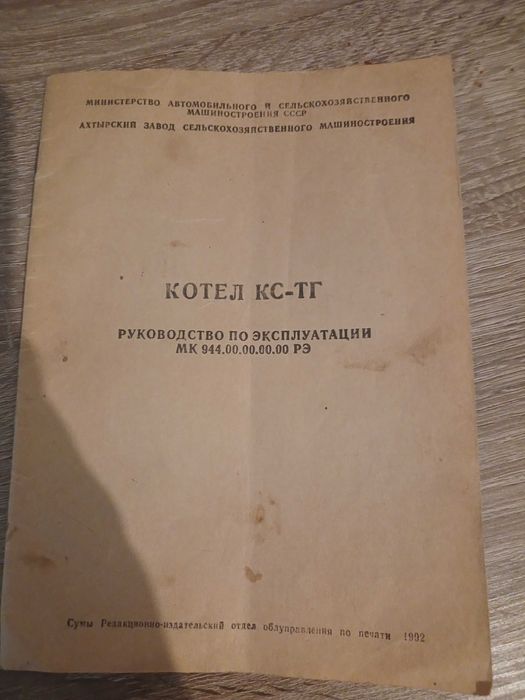 МИНИСТЕРСТВО АВТОМОБИЛЬНОГО И СЕЛЬСКОХОЗЯЙСТВЕННОГО
МАШИНОСТРОЕНИЯ СССР
АХТЫРСКИЙ ЗАВОД СЕЛЬСКОХОЗЯЙСТВЕННОГО МАШИНОСТРОЕНИЯ
КОТЕЛ КС-ТГ
РУКОВОДСТВО ПО ЭКСПЛУАТАЦИИ
МК 944.00.00.00.00 РЭ
Сумы Редакционно-издательский отдел облуправления по печати 1992